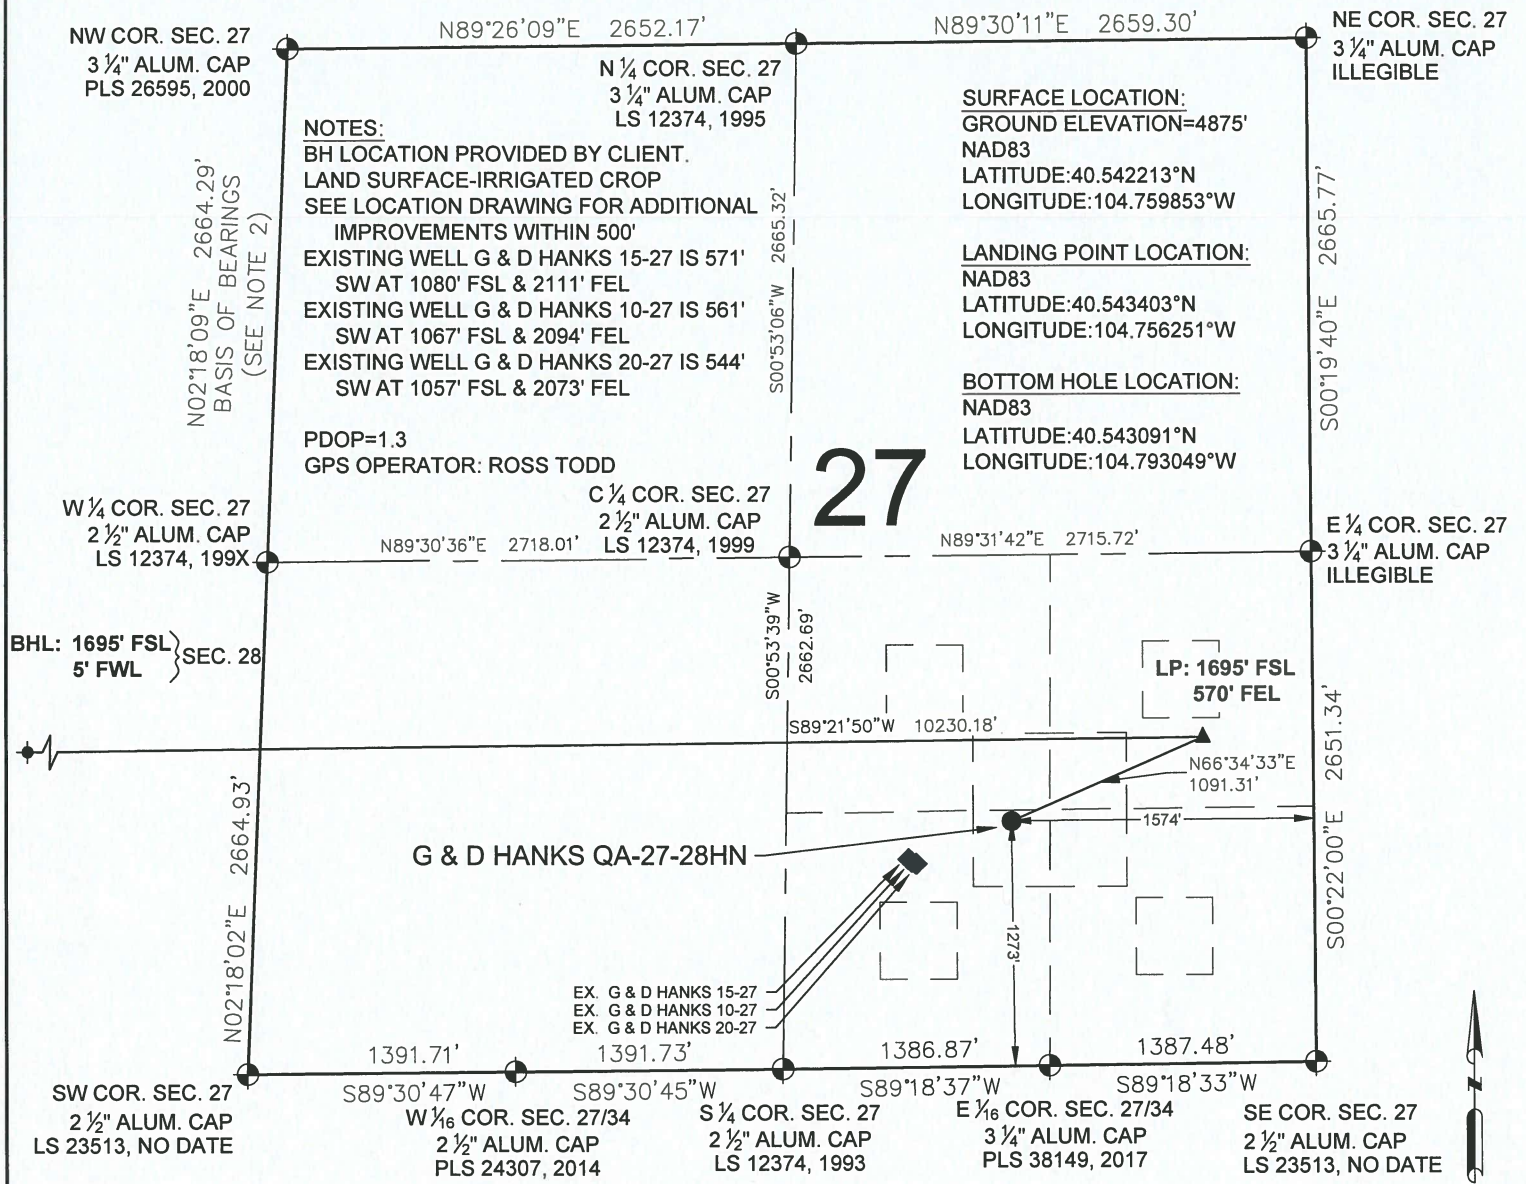 N89°26'09"E 2652.17'
N89°30'11"E 2659.30'
NW COR. SEC. 27
3 ¼" ALUM. CAP
PLS 26595, 2000
N ¼ COR. SEC. 27
3 ¼" ALUM. CAP
LS 12374, 1995
NE COR. SEC. 27
3 ¼" ALUM. CAP
ILLEGIBLE
NOTES:
BH LOCATION PROVIDED BY CLIENT.
LAND SURFACE-IRRIGATED CROP
SEE LOCATION DRAWING FOR ADDITIONAL
IMPROVEMENTS WITHIN 500'
EXISTING WELL G & D HANKS 15-27 IS 571'
SW AT 1080' FSL & 2111' FEL
EXISTING WELL G & D HANKS 10-27 IS 561'
SW AT 1067' FSL & 2094' FEL
EXISTING WELL G & D HANKS 20-27 IS 544'
SW AT 1057' FSL & 2073' FEL
PDOP=1.3
GPS OPERATOR: ROSS TODD
SURFACE LOCATION:
GROUND ELEVATION=4875'
NAD83
LATITUDE:40.542213°N
LONGITUDE:104.759853°W
LANDING POINT LOCATION:
NAD83
LATITUDE:40.543403°N
LONGITUDE:104.756251°W
BOTTOM HOLE LOCATION:
NAD83
LATITUDE:40.543091°N
LONGITUDE:104.793049°W
N02°18'09"E 2664.29'
BASIS OF BEARINGS
(SEE NOTE 2)
S00°53'06"W 2665.32'
S00°19'40"E 2665.77'
27
W ¼ COR. SEC. 27
2 ½" ALUM. CAP
LS 12374, 199X
C ¼ COR. SEC. 27
2 ½" ALUM. CAP
LS 12374, 1999
N89°30'36"E 2718.01'
N89°31'42"E 2715.72'
E ¼ COR. SEC. 27
3 ¼" ALUM. CAP
ILLEGIBLE
BHL: 1695' FSL
5' FWL
SEC. 28
S00°53'39"W
2662.69'
LP: 1695' FSL
570' FEL
S89°21'50"W 10230.18'
N66°34'33"E
1091.31'
1574'
G & D HANKS QA-27-28HN
1273'
N02°18'02"E 2664.93'
S00°22'00"E 2651.34'
EX. G & D HANKS 15-27
EX. G & D HANKS 10-27
EX. G & D HANKS 20-27
1391.71'
1391.73'
1386.87'
1387.48'
S89°30'47"W
S89°30'45"W
S89°18'37"W
S89°18'33"W
SW COR. SEC. 27
2 ½" ALUM. CAP
LS 23513, NO DATE
W 1⁄16 COR. SEC. 27/34
2 ½" ALUM. CAP
PLS 24307, 2014
S ¼ COR. SEC. 27
2 ½" ALUM. CAP
LS 12374, 1993
E 1⁄16 COR. SEC. 27/34
3 ¼" ALUM. CAP
PLS 38149, 2017
SE COR. SEC. 27
2 ½" ALUM. CAP
LS 23513, NO DATE
N